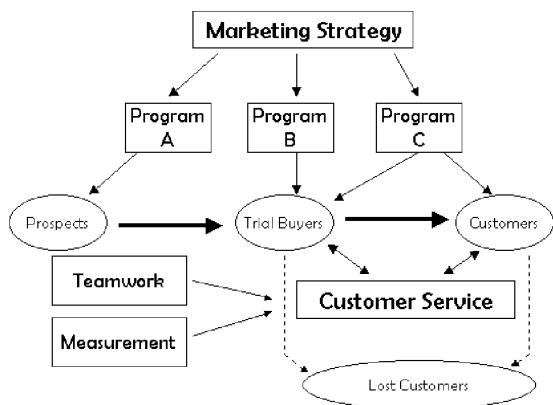 Marketing Strategy
Program
A
Program
B
Program
C
Prospects
Trial Buyers
Customers
Teamwork
Customer Service
Measurement
Lost Customers